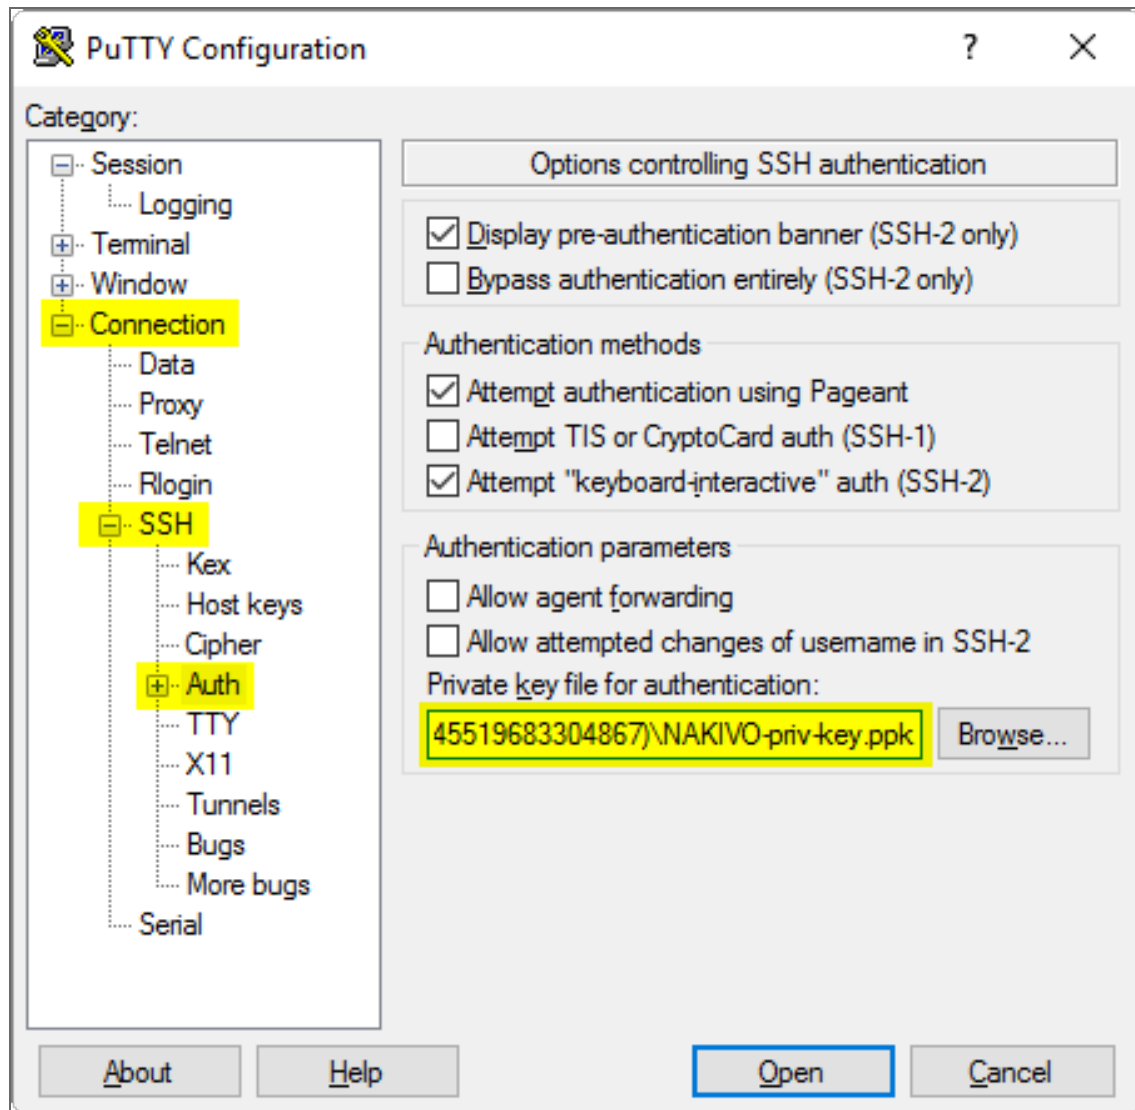 PuTTY Configuration
?
Category:
Session
Logging
Terminal
Window
Connection
Data
Proxy
Telnet
Rlogin
SSH
Kex
Host keys
Cipher
Auth
TTY
X11
Tunnels
Bugs
More bugs
Serial
Options controlling SSH authentication
Display pre-authentication banner (SSH-2 only)
Bypass authentication entirely (SSH-2 only)
Authentication methods
Attempt authentication using Pageant
Attempt TIS or CryptoCard auth (SSH-1)
Attempt "keyboard-interactive" auth (SSH-2)
Authentication parameters
Allow agent forwarding
Allow attempted changes of username in SSH-2
Private key file for authentication:
45519683304867)\NAKIVO-priv-key.ppk Browse...
About Help Open Cancel